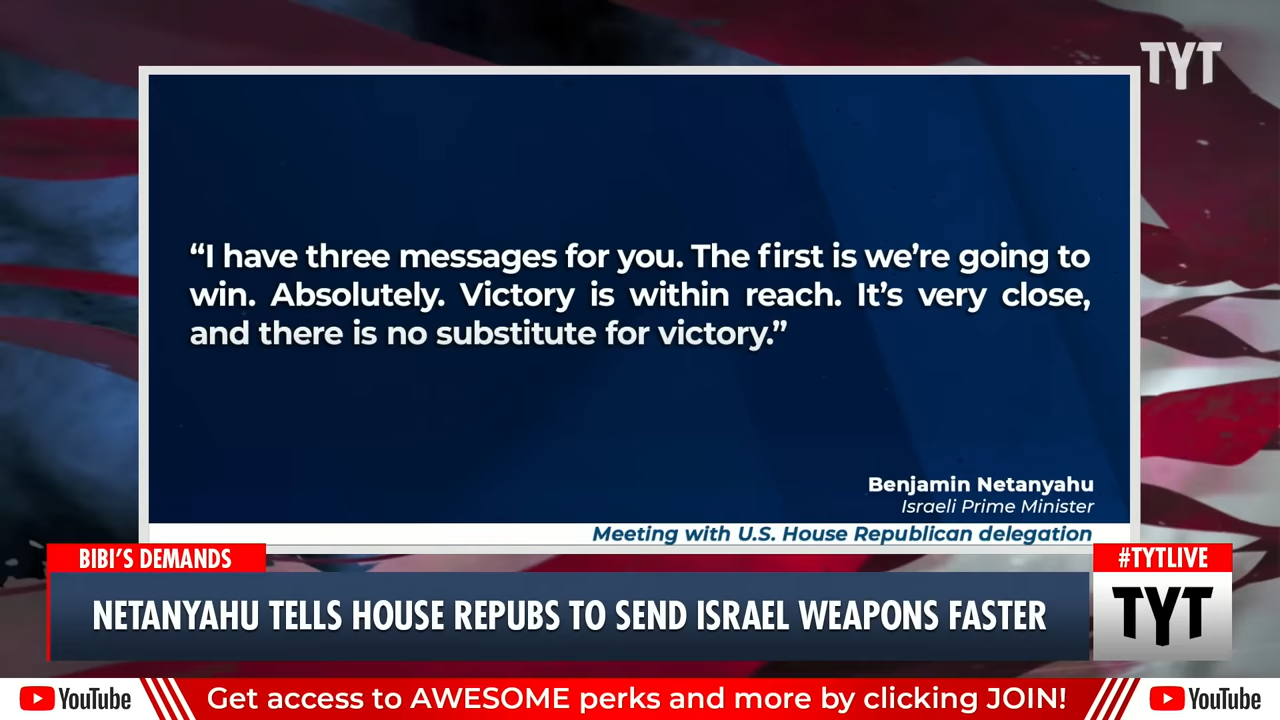 TYT
“I have three messages for you. The first is we’re going to
win. Absolutely. Victory is within reach. It’s very close,
and there is no substitute for victory.”
Benjamin Netanyahu
Israeli Prime Minister
Meeting with U.S. House Republican delegation
BIBI’S DEMANDS
#TYTLIVE
NETANYAHU TELLS HOUSE REPUBS TO SEND ISRAEL WEAPONS FASTER
TYT
YouTube
Get access to AWESOME perks and more by clicking JOIN!
YouTube